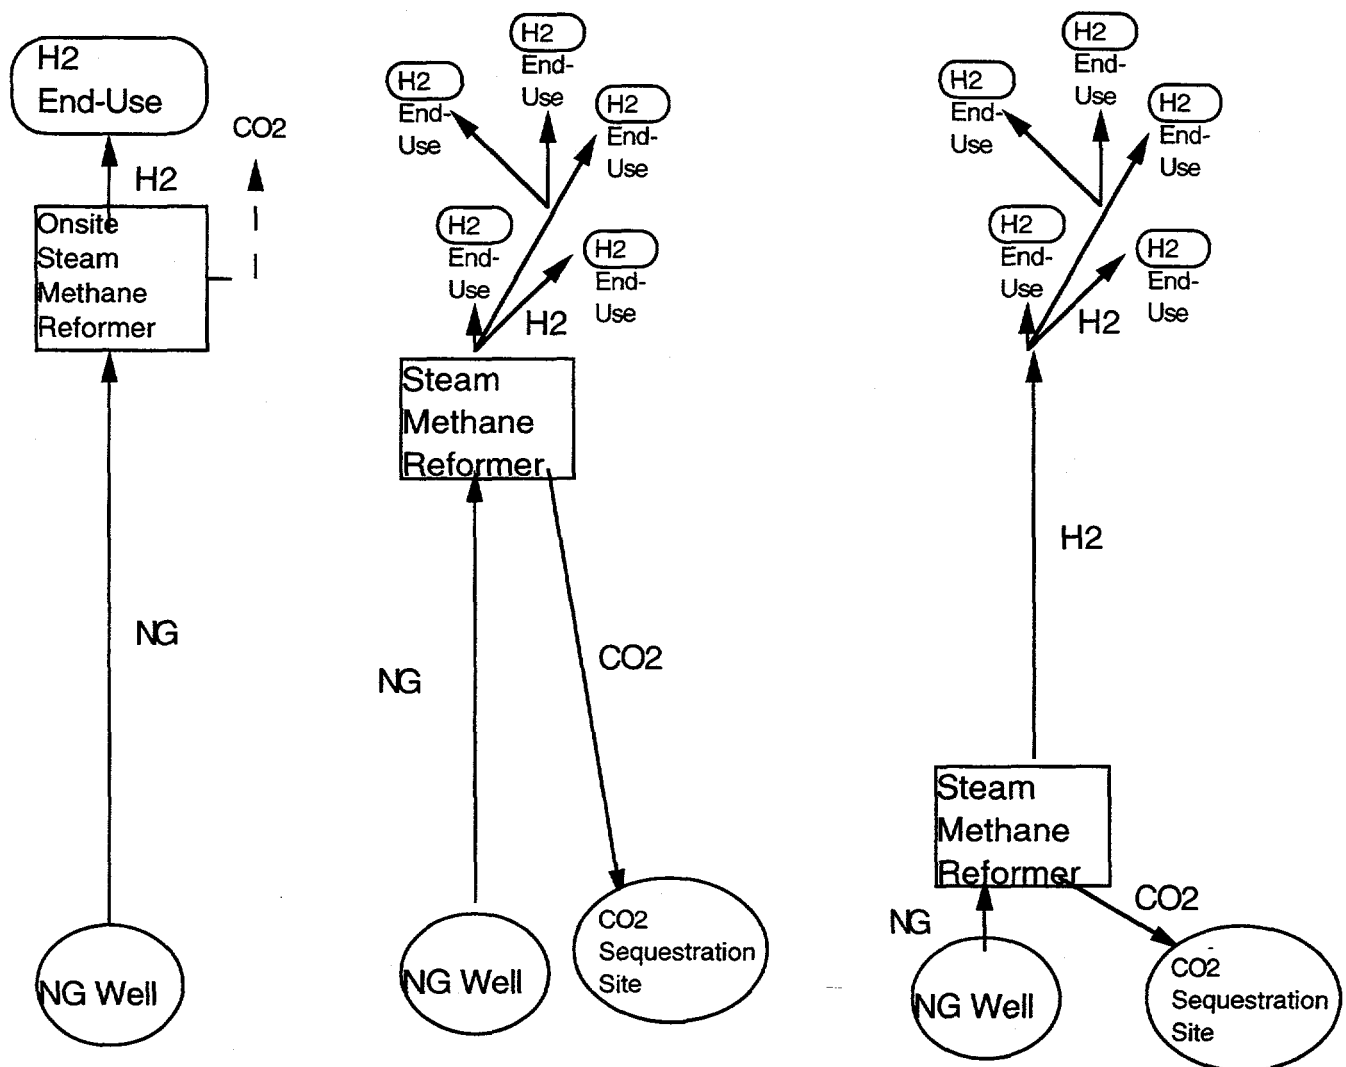 H2
End-Use
CO2
H2
Onsite
Steam
Methane
Reformer
NG
NG Well
H2
End-
Use
H2
End-
Use
H2
End-
Use
H2
End-
Use
H2
End-
Use
H2
Steam
Methane
Reformer
NG
CO2
NG Well
CO2
Sequestration
Site
H2
End-
Use
H2
End-
Use
H2
End-
Use
H2
End-
Use
H2
End-
Use
H2
H2
Steam
Methane
Reformer
NG
CO2
NG Well
CO2
Sequestration
Site